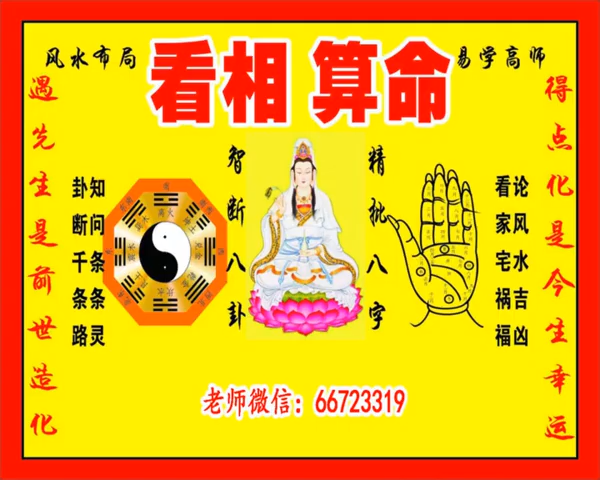 看相 算命
风水布局
易学高师
遇先生是前世造化
得点化是今生幸运
卦断千条路
知问条条灵
智断八卦
精批八字
看家宅祸福
论风水吉凶
老师微信：66723319